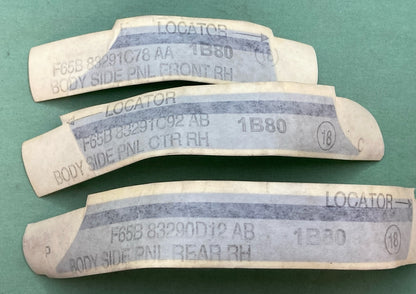 LOCATOR →
F65B 83291C78 AA 1B80 18
BODY SIDE PNL FRONT RH
LOCATOR
F65B 83291C92 AB 1B80 18 C
BODY SIDE PNL CTR RH
LOCATOR →
F65B 83290D12 AB 1B80 18
P BODY SIDE PNL REAR RH